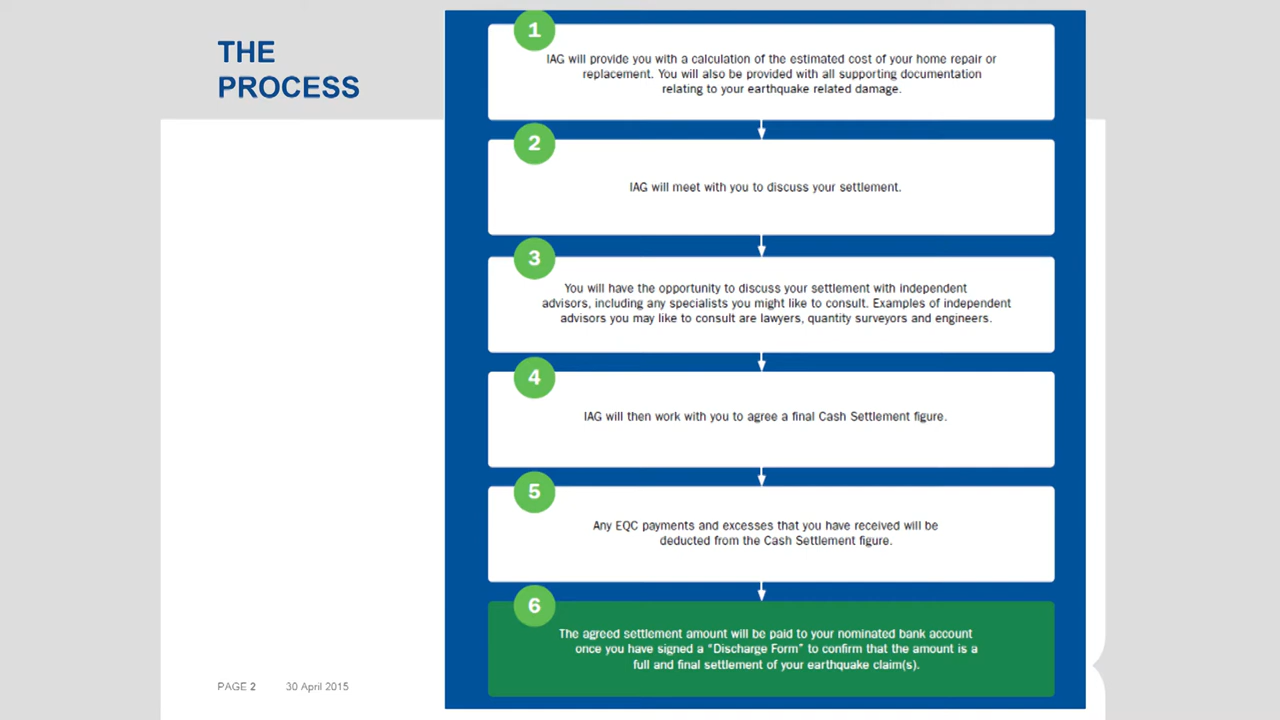 THE
PROCESS
1
IAG will provide you with a calculation of the estimated cost of your home repair or
replacement. You will also be provided with all supporting documentation
relating to your earthquake related damage.
2
IAG will meet with you to discuss your settlement.
3
You will have the opportunity to discuss your settlement with independent
advisors, including any specialists you might like to consult. Examples of independent
advisors you may like to consult are lawyers, quantity surveyors and engineers.
4
IAG will then work with you to agree a final Cash Settlement figure.
5
Any EQC payments and excesses that you have received will be
deducted from the Cash Settlement figure.
6
The agreed settlement amount will be paid to your nominated bank account
once you have signed a “Discharge Form” to confirm that the amount is a
full and final settlement of your earthquake claim(s).
PAGE 2 30 April 2015